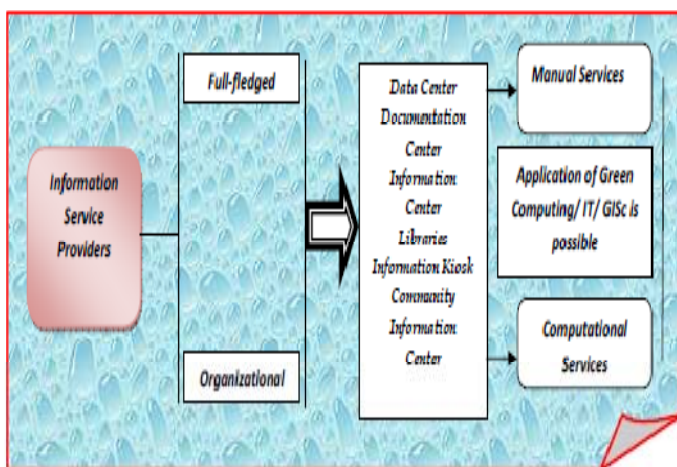 Information
Service
Providers
Full-fledged
Organizational
Data Center
Documentation
Center
Information
Center
Libraries
Information Kiosk
Community
Information
Center
Manual Services
Application of Green
Computing/ IT/ GISc is
possible
Computational
Services